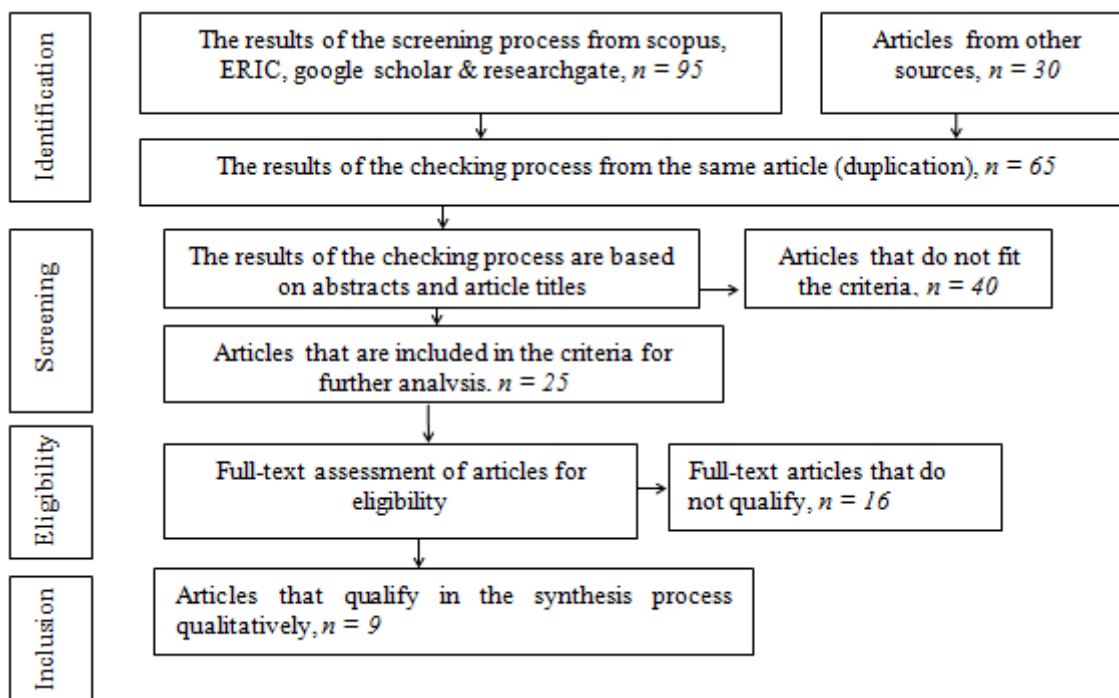 Identification
The results of the screening process from scopus,
ERIC, google scholar & researchgate, n = 95
Articles from other
sources, n = 30
The results of the checking process from the same article (duplication), n = 65
Screening
The results of the checking process are based
on abstracts and article titles
Articles that do not fit
the criteria. n = 40
Articles that are included in the criteria for
further analysis. n = 25
Eligibility
Full-text assessment of articles for
eligibility
Full-text articles that do
not qualify, n = 16
Inclusion
Articles that qualify in the synthesis process
qualitatively, n = 9